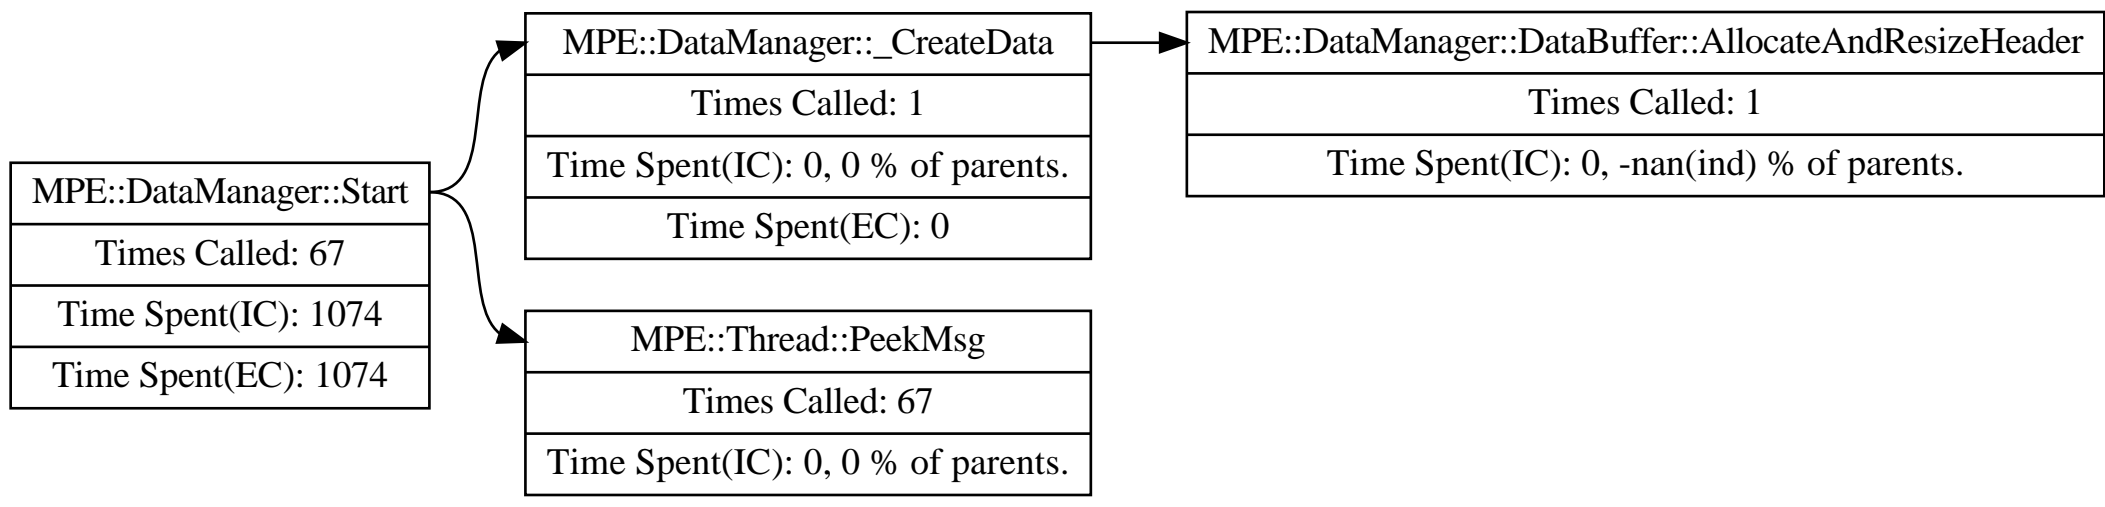 MPE::DataManager::Start
Times Called: 67
Time Spent(IC): 1074
Time Spent(EC): 1074
MPE::DataManager::_CreateData
Times Called: 1
Time Spent(IC): 0, 0 % of parents.
Time Spent(EC): 0
MPE::Thread::PeekMsg
Times Called: 67
Time Spent(IC): 0, 0 % of parents.
MPE::DataManager::DataBuffer::AllocateAndResizeHeader
Times Called: 1
Time Spent(IC): 0, -nan(ind) % of parents.